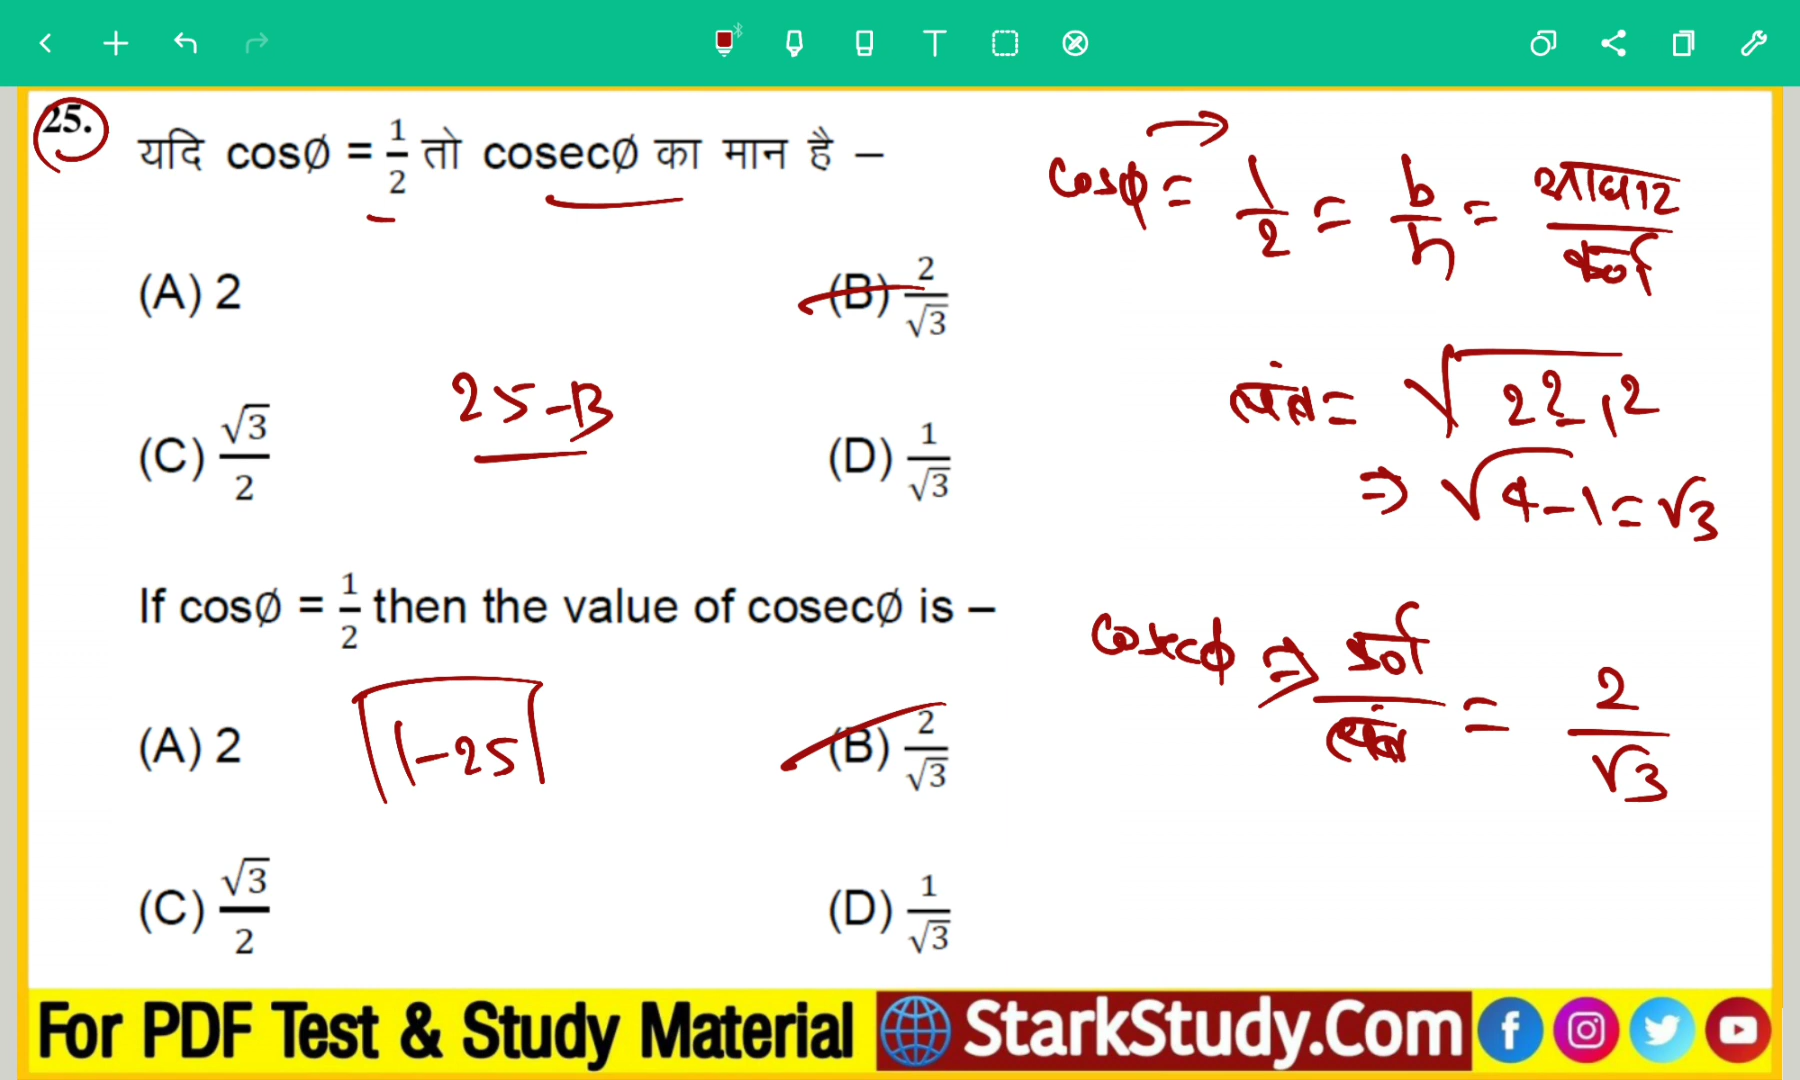 25.
यदि cosØ = 1/2 तो cosecØ का मान है –
(A) 2
(B) 2/√3
(C) √3/2
(D) 1/√3
25-B
If cosØ = 1/2 then the value of cosecØ is –
(A) 2
(B) 2/√3
(C) √3/2
(D) 1/√3
1-25
cosϕ = 1/2 = b/h = आधार/कर्ण
लंब = √2²-1²
⇒ √4-1 = √3
cosecϕ ⇒ कर्ण/लंब = 2/√3
For PDF Test & Study Material StarkStudy.Com